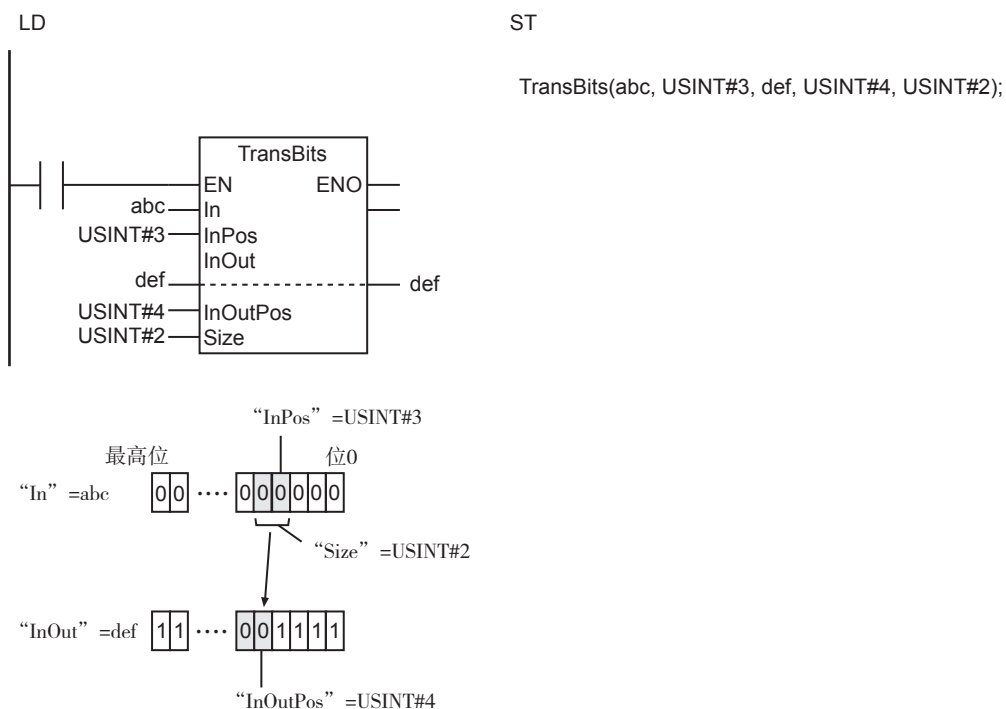 LD
ST
TransBits(abc, USINT#3, def, USINT#4, USINT#2);
TransBits
EN ENO
abc In
USINT#3 InPos
InOut
def def
USINT#4 InOutPos
USINT#2 Size
“InPos” =USINT#3
最高位 位0
“In” =abc 0 0 ···· 0 0 0 0 0 0
“Size” =USINT#2
“InOut” =def 1 1 ···· 0 0 1 1 1 1
“InOutPos” =USINT#4